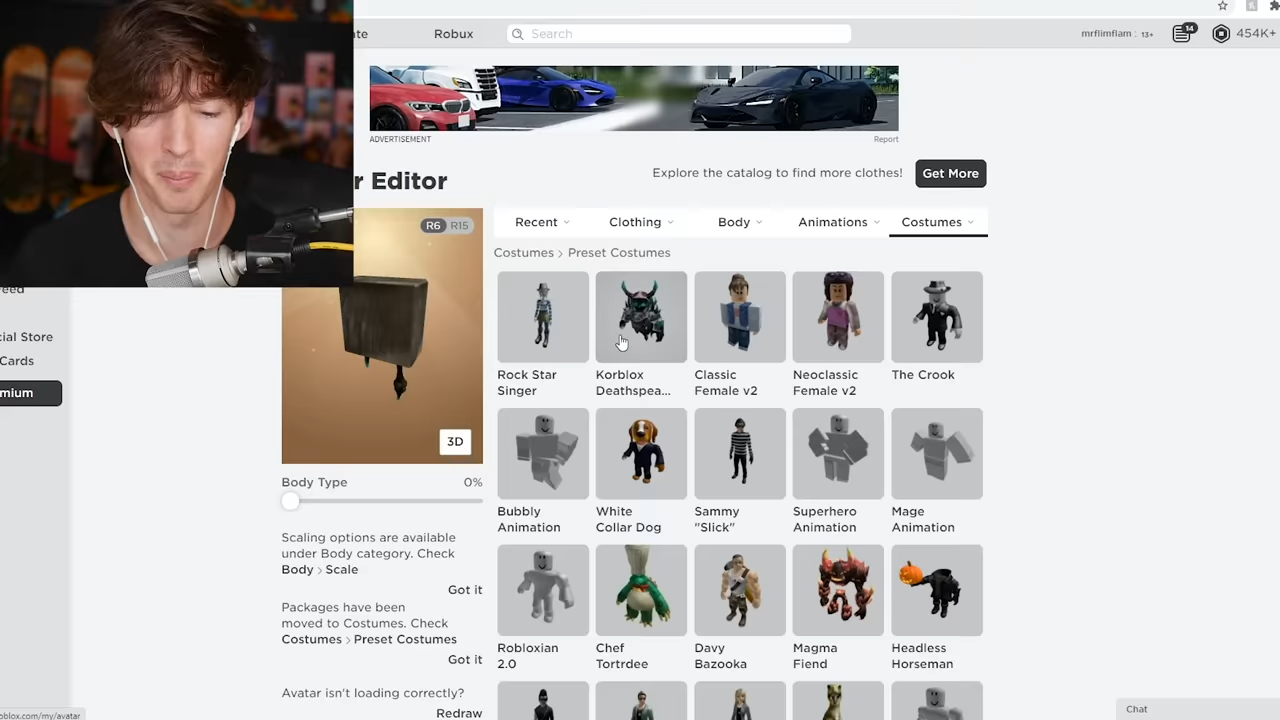 ate
Robux
Search
mrflimflam : 13+
14
454K+
ADVERTISEMENT
Report
r Editor
Explore the catalog to find more clothes!
Get More
R6
R15
Recent
Clothing
Body
Animations
Costumes
Costumes > Preset Costumes
Rock Star
Singer
Korblox
Deathspea...
Classic
Female v2
Neoclassic
Female v2
The Crook
eed
cial Store
Cards
mium
3D
Body Type
0%
Bubbly
Animation
White
Collar Dog
Sammy
"Slick"
Superhero
Animation
Mage
Animation
Scaling options are available
under Body category. Check
Body > Scale
Got it
Packages have been
moved to Costumes. Check
Costumes > Preset Costumes
Got it
Robloxian
2.0
Chef
Tortrdee
Davy
Bazooka
Magma
Fiend
Headless
Horseman
Avatar isn't loading correctly?
Redraw
oblox.com/my/avatar
Chat